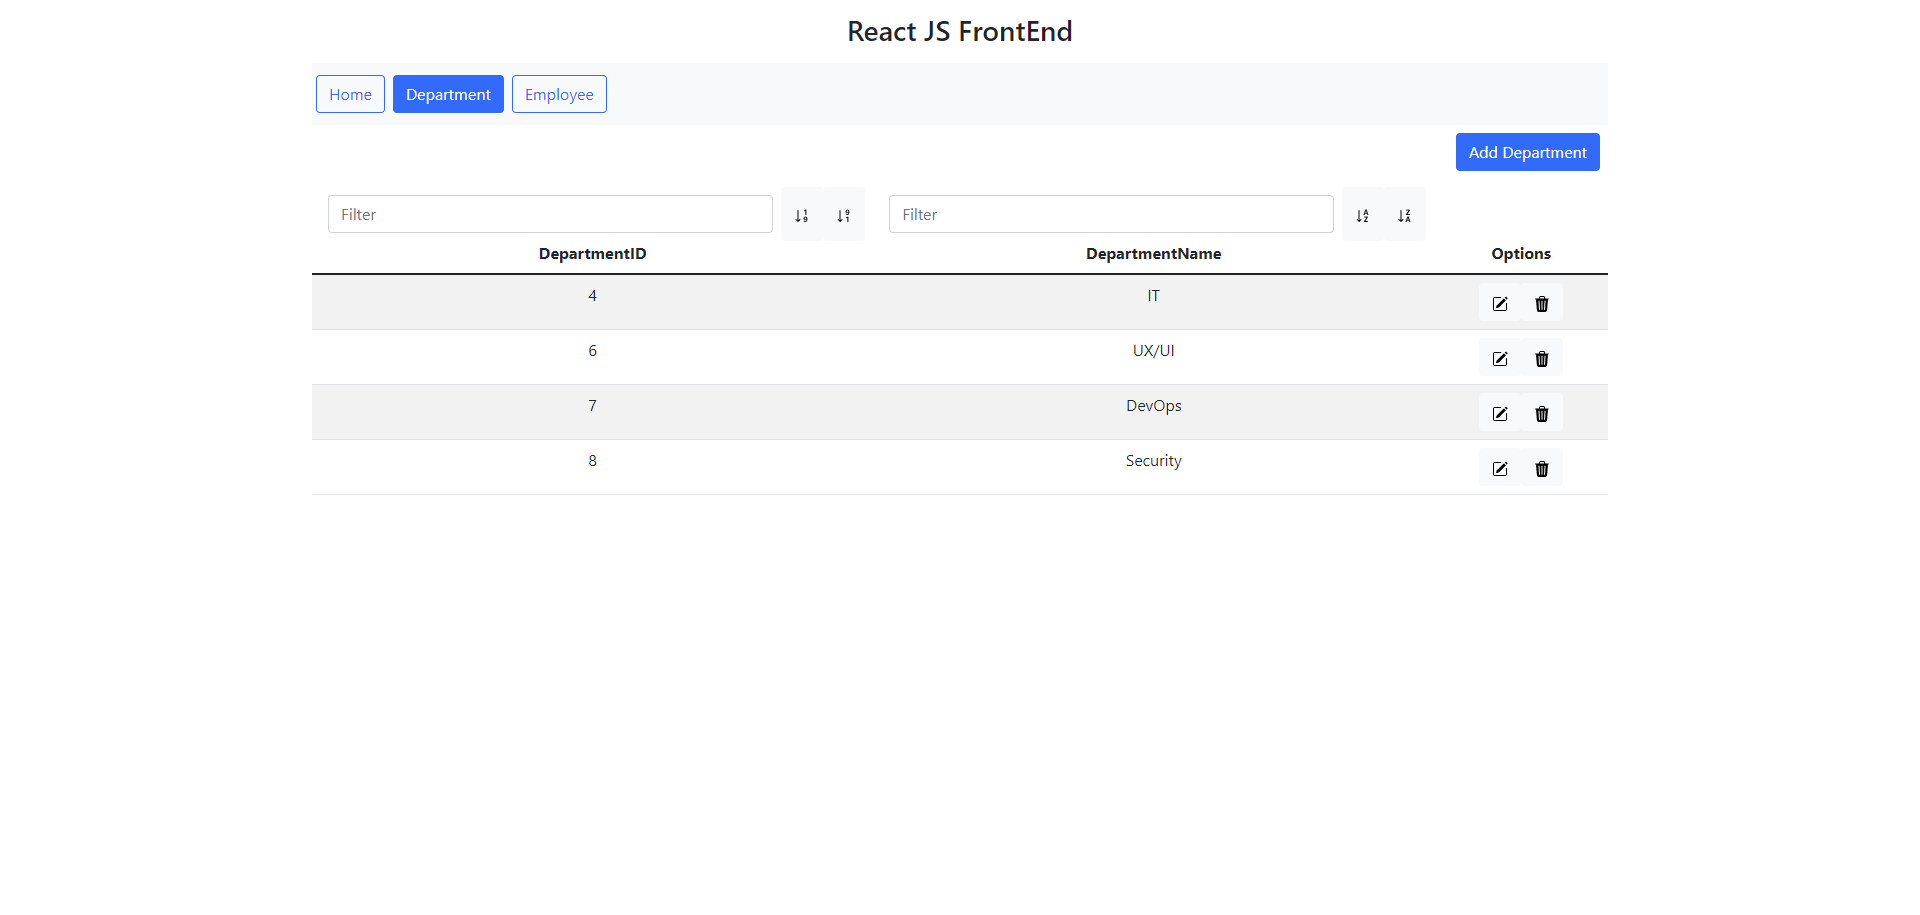 React JS FrontEnd
Home Department Employee
Add Department
Filter Filter
DepartmentID DepartmentName Options
4 IT
6 UX/UI
7 DevOps
8 Security